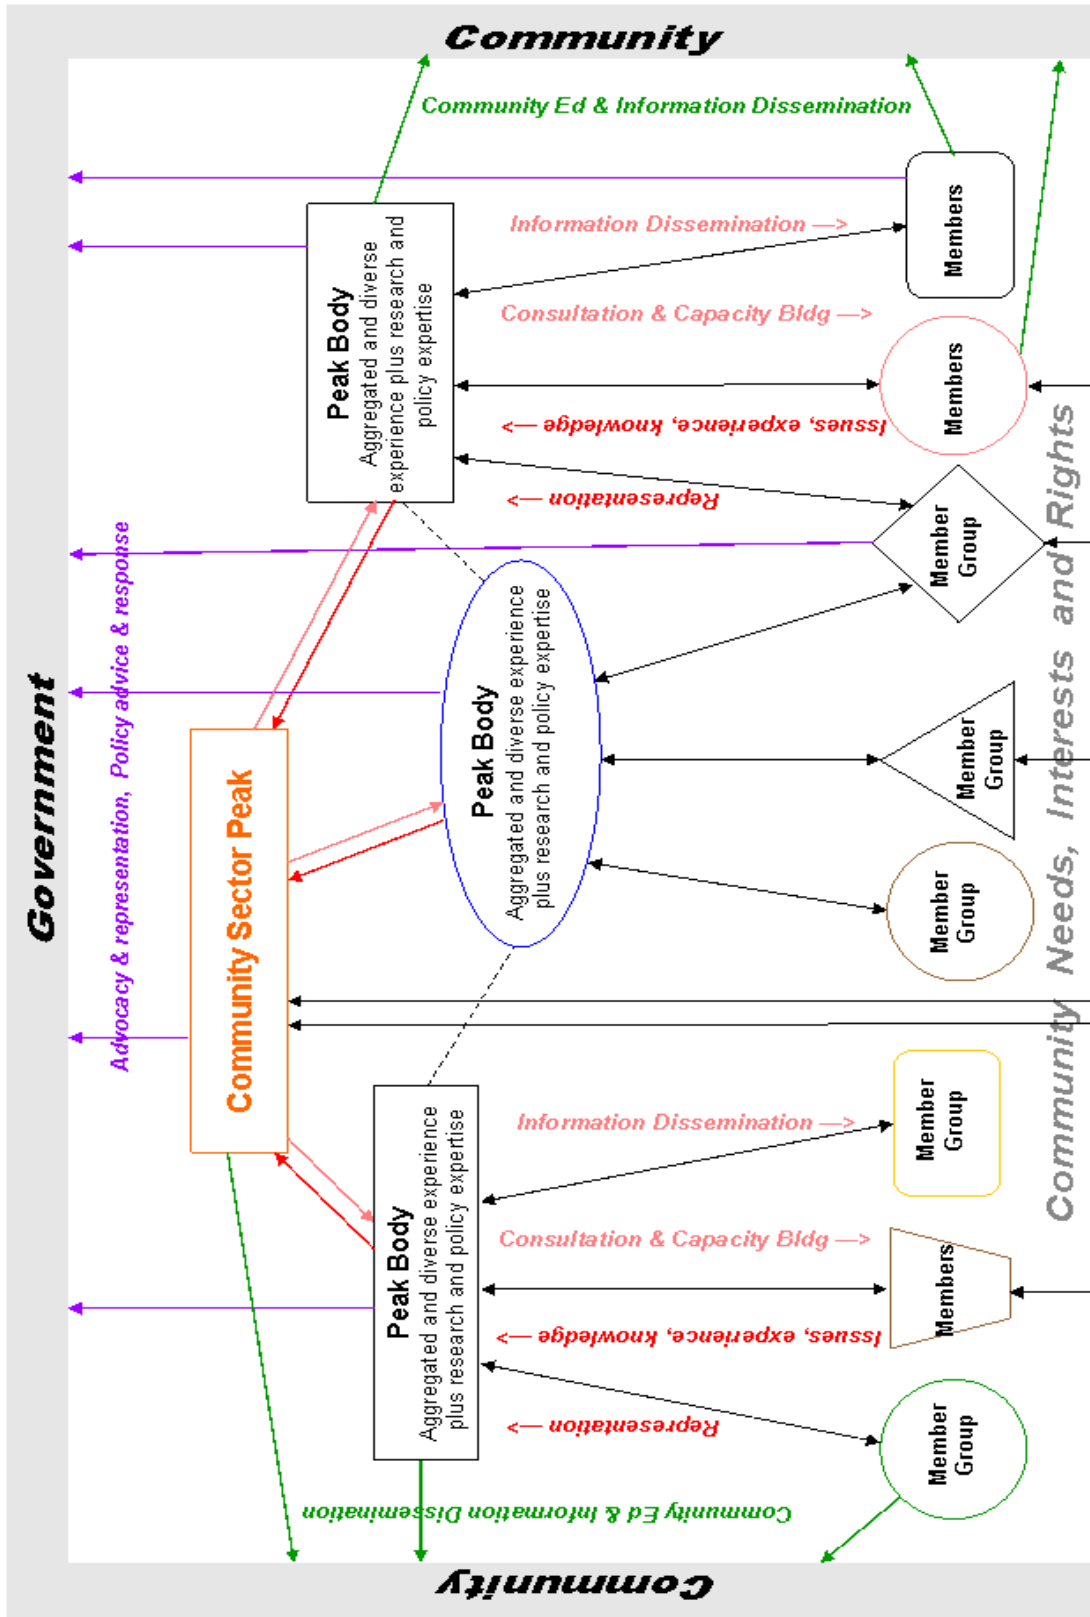 Government
Advocacy & representation, Policy advice & response
Community Sector Peak
Community
Community Ed & Information Dissemination
Peak Body
Aggregated and diverse experience
plus research and policy expertise
Representation —>
Issues, experience, knowledge —>
Consultation & Capacity Bldg —>
Information Dissemination —>
Member
Group
Members
Member
Group
Peak Body
Aggregated and diverse experience
plus research and policy expertise
Member
Group
Member
Group
Member
Group
Peak Body
Aggregated and diverse
experience plus research and
policy expertise
Representation —>
Issues, experience, knowledge —>
Consultation & Capacity Bldg —>
Information Dissemination —>
Members
Members
Community Ed & Information Dissemination
Community
Community Needs, Interests and Rights